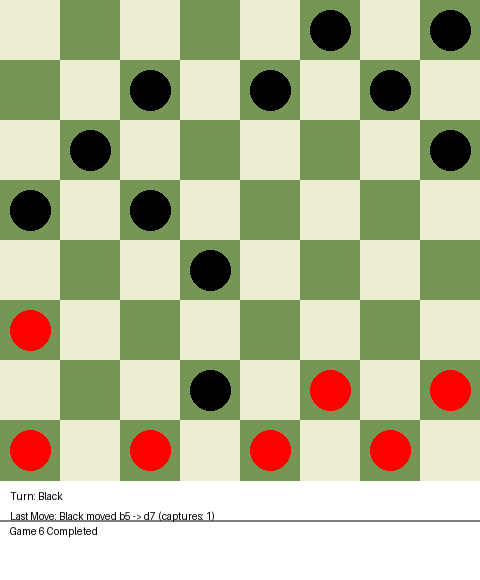 Turn: Black
Last Move: Black moved b5 -> d7 (captures: 1)
Game 6 Completed